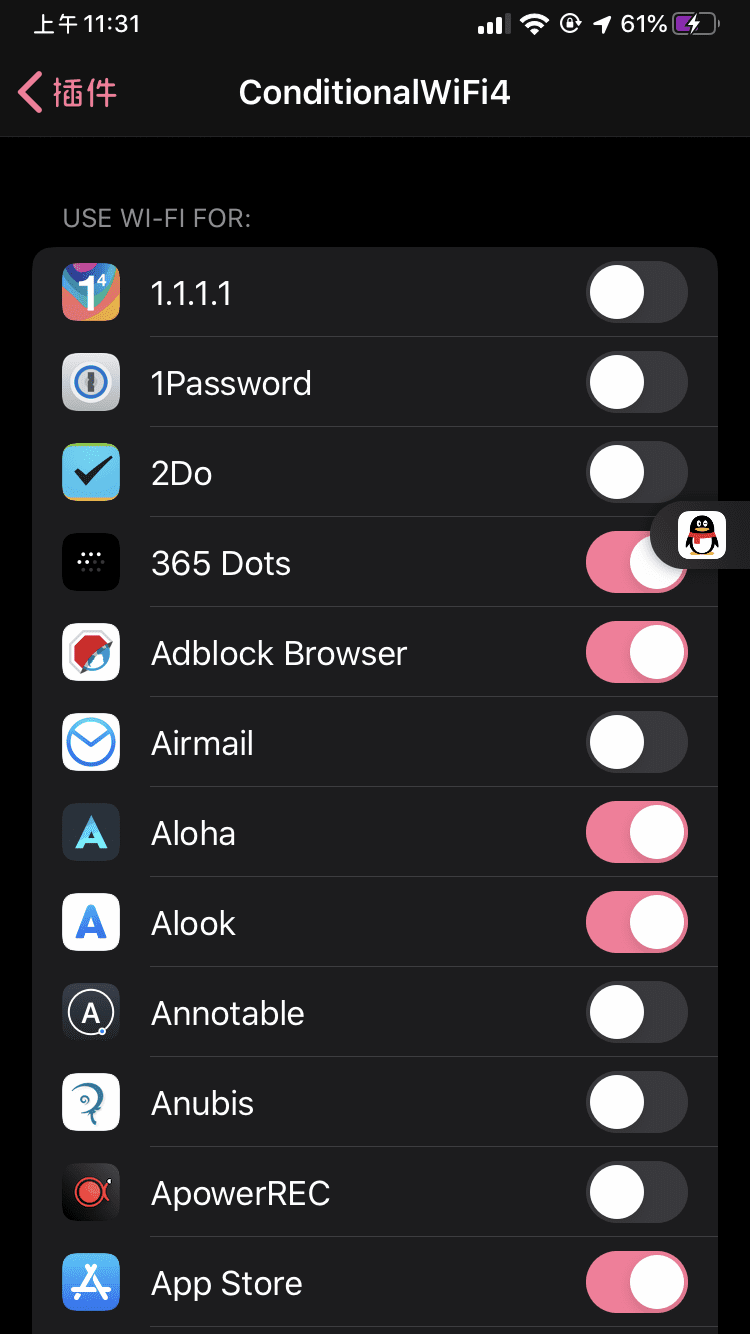 上午 11:31
61%
插件
ConditionalWiFi4
USE WI-FI FOR:
1.1.1.1
1Password
2Do
365 Dots
Adblock Browser
Airmail
Aloha
Alook
Annotable
Anubis
ApowerREC
App Store